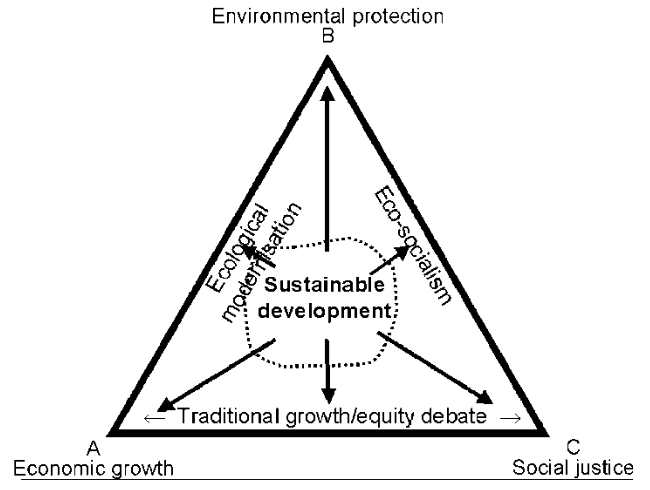 Environmental protection
B
Ecological
modernisation
Eco-socialism
Sustainable
development
← Traditional growth/equity debate →
A
Economic growth
C
Social justice